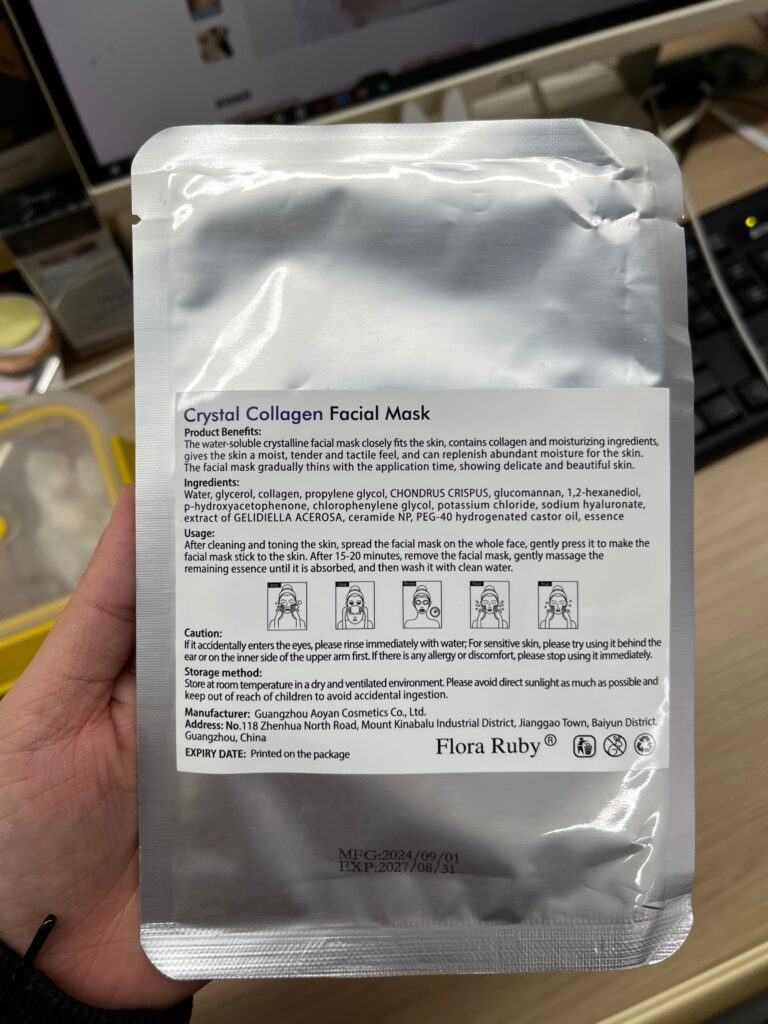 Crystal Collagen Facial Mask
Product Benefits:
The water-soluble crystalline facial mask closely fits the skin, contains collagen and moisturizing ingredients,
gives the skin a moist, tender and tactile feel, and can replenish abundant moisture for the skin.
The facial mask gradually thins with the application time, showing delicate and beautiful skin.
Ingredients:
Water, glycerol, collagen, propylene glycol, CHONDRUS CRISPUS, glucomannan, 1,2-hexanediol,
p-hydroxyacetophenone, chlorophenylene glycol, potassium chloride, sodium hyaluronate,
extract of GELIDIELLA ACEROSA, ceramide NP, PEG-40 hydrogenated castor oil, essence
Usage:
After cleaning and toning the skin, spread the facial mask on the whole face, gently press it to make the
facial mask stick to the skin. After 15-20 minutes, remove the facial mask, gently massage the
remaining essence until it is absorbed, and then wash it with clean water.
Caution:
If it accidentally enters the eyes, please rinse immediately with water; For sensitive skin, please try using it behind the
ear or on the inner side of the upper arm first. If there is any allergy or discomfort, please stop using it immediately.
Storage method:
Store at room temperature in a dry and ventilated environment. Please avoid direct sunlight as much as possible and
keep out of reach of children to avoid accidental ingestion.
Manufacturer: Guangzhou Aoyan Cosmetics Co., Ltd.
Address: No.118 Zhenhua North Road, Mount Kinabalu Industrial District, Jianggao Town, Baiyun District,
Guangzhou, China
EXPIRY DATE: Printed on the package
Flora Ruby ®
MFG:2024/09/01
EXP:2027/08/31